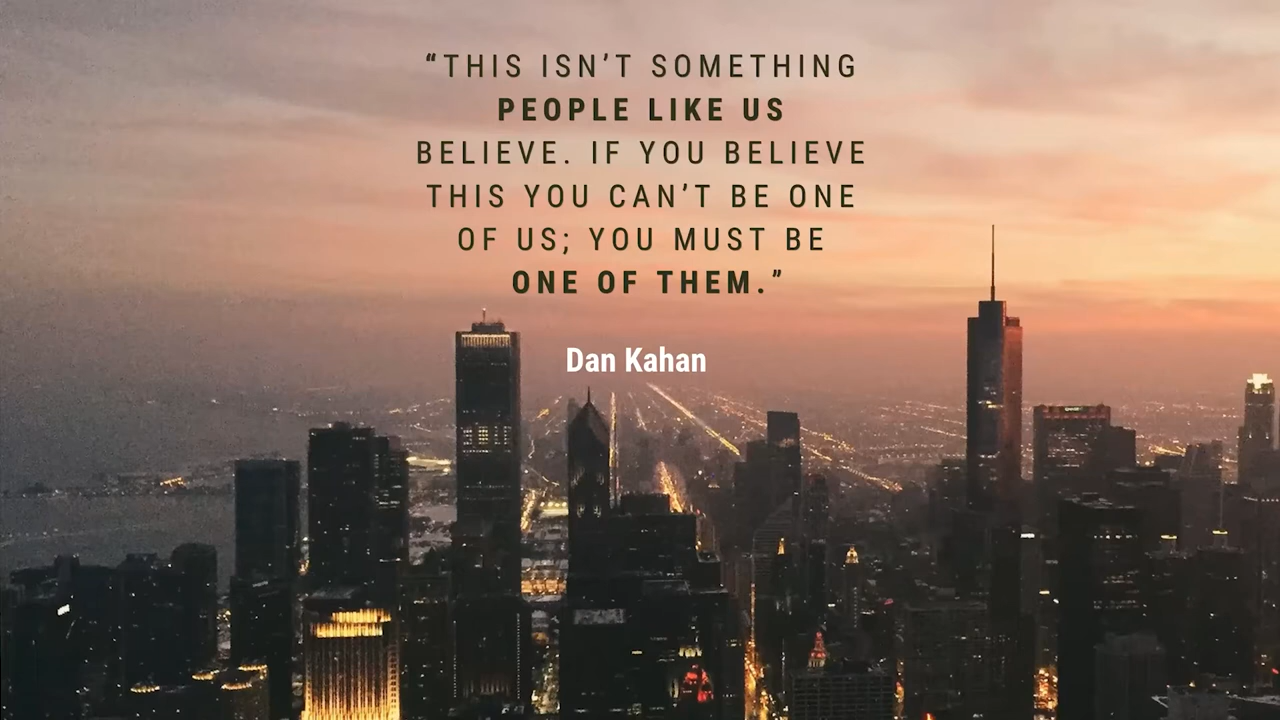 “THIS ISN’T SOMETHING
PEOPLE LIKE US
BELIEVE. IF YOU BELIEVE
THIS YOU CAN’T BE ONE
OF US; YOU MUST BE
ONE OF THEM.”
Dan Kahan